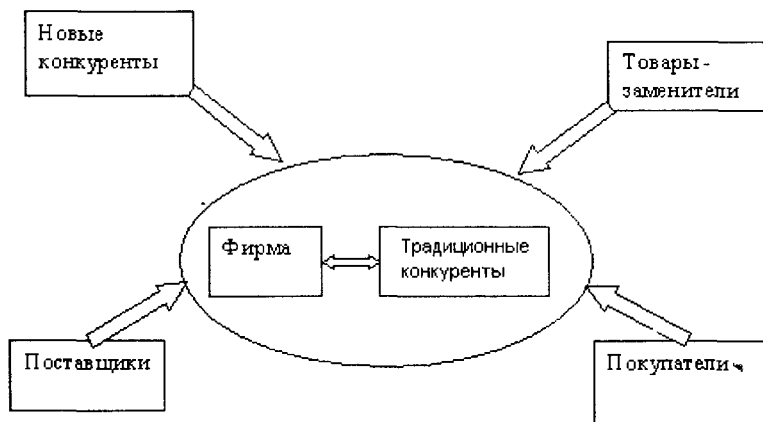 Новые
конкуренты
Товары -
заменители
Фирма
Традиционные
конкуренты
Поставщики
Покупатели